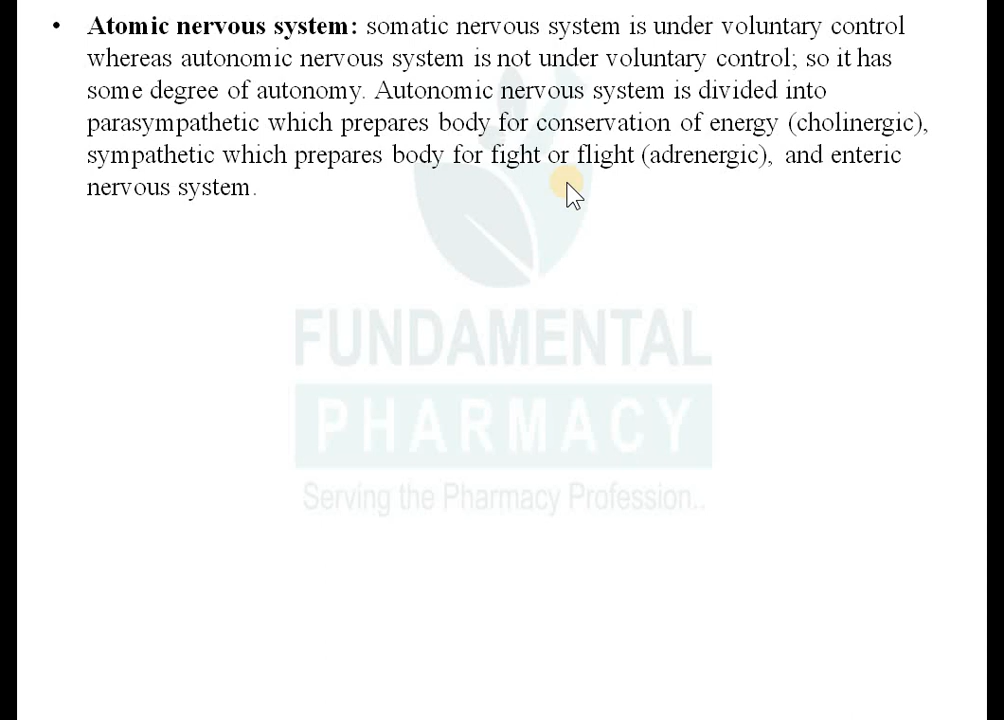 • Atomic nervous system: somatic nervous system is under voluntary control
whereas autonomic nervous system is not under voluntary control; so it has
some degree of autonomy. Autonomic nervous system is divided into
parasympathetic which prepares body for conservation of energy (cholinergic),
sympathetic which prepares body for fight or flight (adrenergic), and enteric
nervous system.
FUNDAMENTAL
PHARMACY
Serving the Pharmacy Profession..